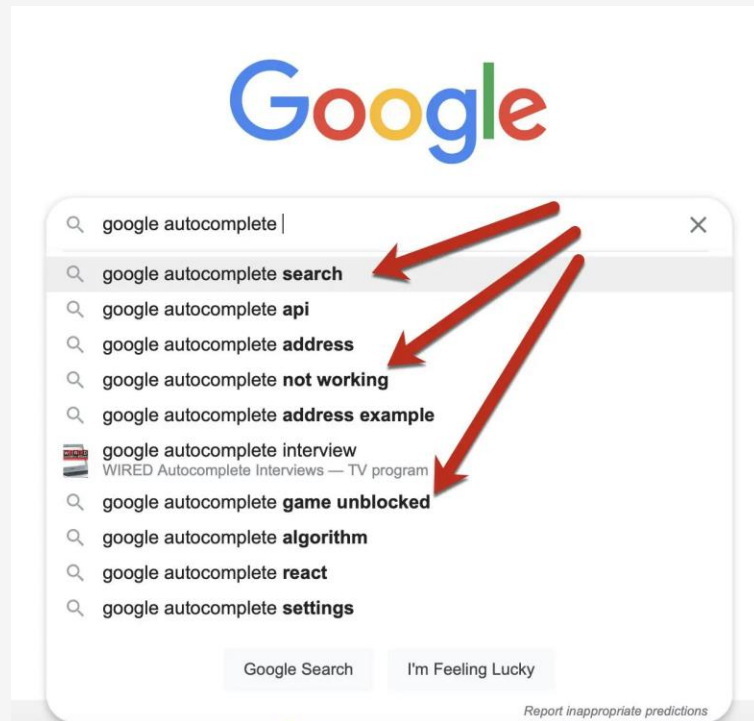 Google
google autocomplete
google autocomplete search
google autocomplete api
google autocomplete address
google autocomplete not working
google autocomplete address example
google autocomplete interview
WIRED Autocomplete Interviews — TV program
google autocomplete game unblocked
google autocomplete algorithm
google autocomplete react
google autocomplete settings
Google Search I'm Feeling Lucky
Report inappropriate predictions